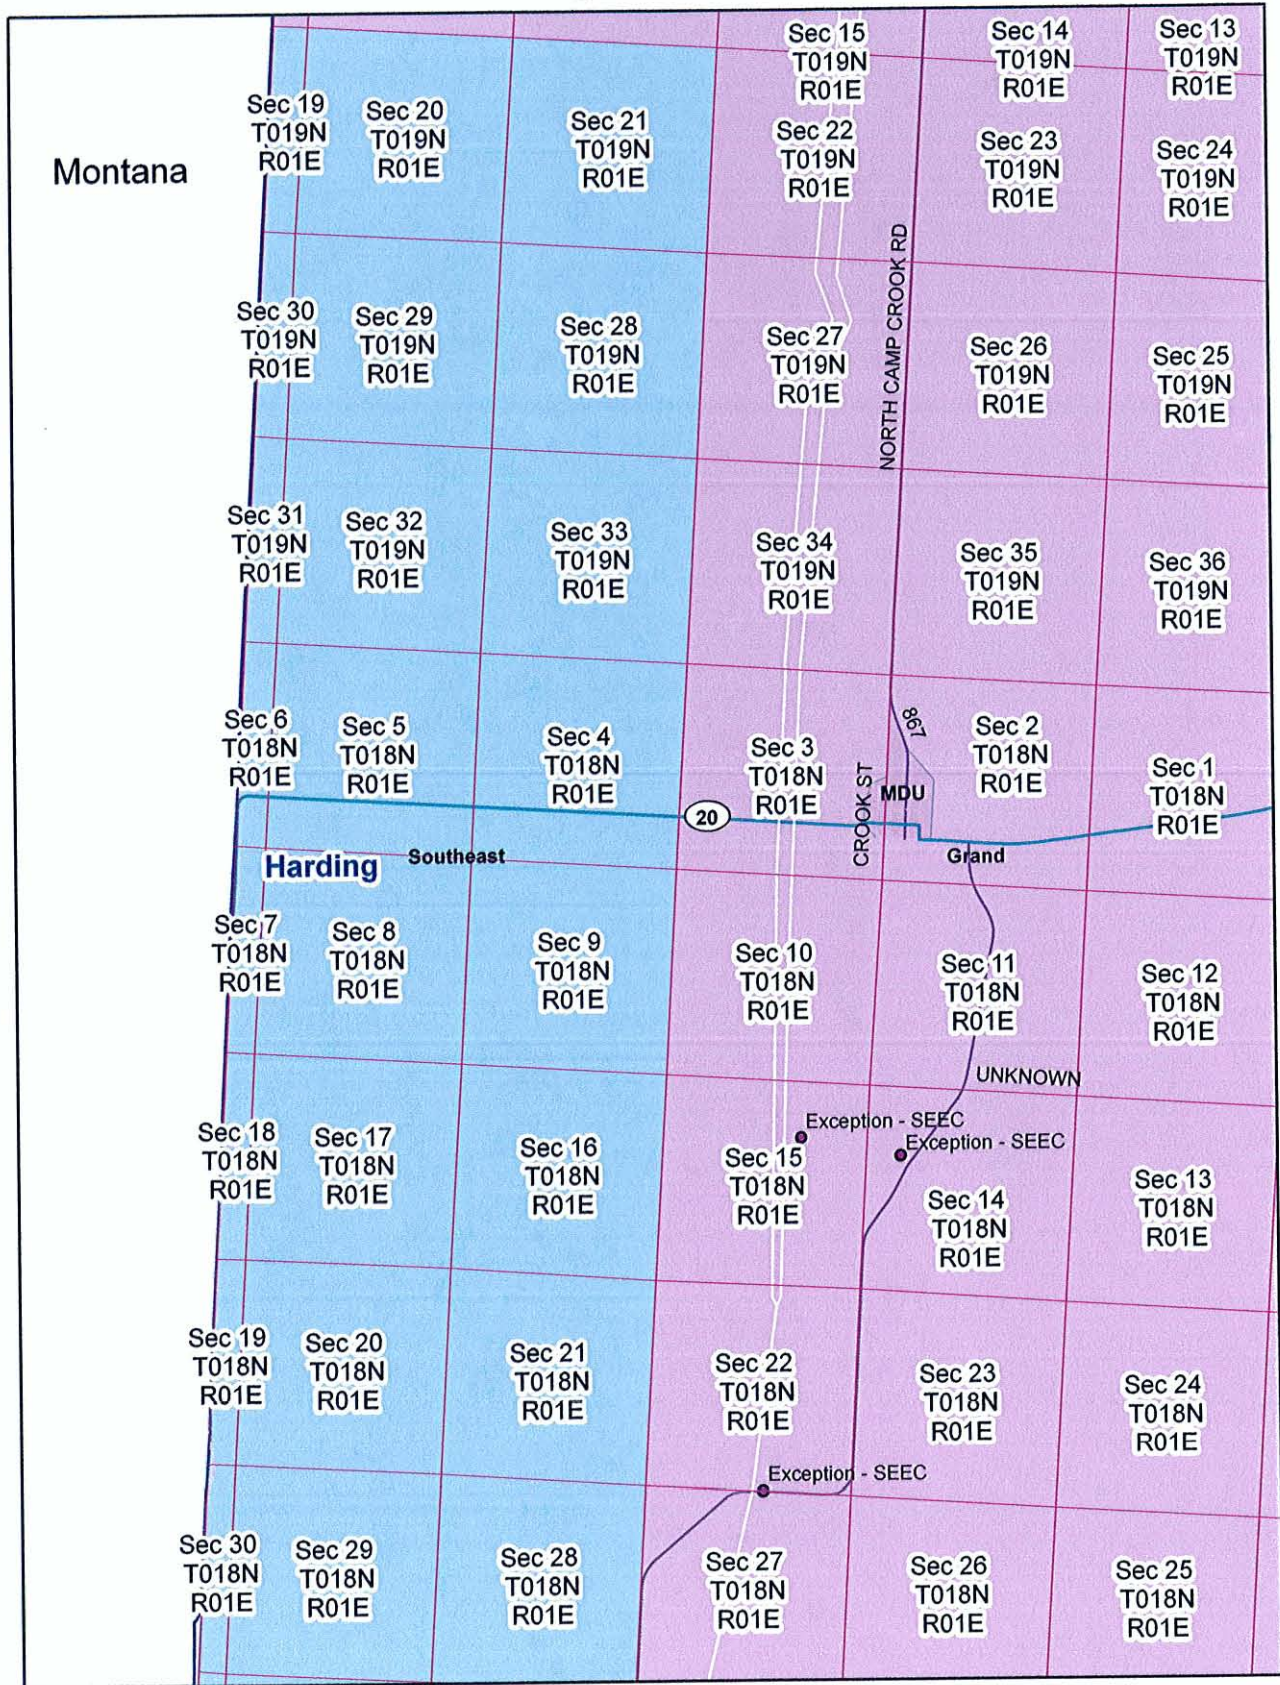 Montana
Sec 15
T019N
R01E
Sec 14
T019N
R01E
Sec 13
T019N
R01E
Sec 19
T019N
R01E
Sec 20
T019N
R01E
Sec 21
T019N
R01E
Sec 22
T019N
R01E
Sec 23
T019N
R01E
Sec 24
T019N
R01E
NORTH CAMP CROOK RD
Sec 30
T019N
R01E
Sec 29
T019N
R01E
Sec 28
T019N
R01E
Sec 27
T019N
R01E
Sec 26
T019N
R01E
Sec 25
T019N
R01E
Sec 31
T019N
R01E
Sec 32
T019N
R01E
Sec 33
T019N
R01E
Sec 34
T019N
R01E
Sec 35
T019N
R01E
Sec 36
T019N
R01E
Sec 6
T018N
R01E
Sec 5
T018N
R01E
Sec 4
T018N
R01E
Sec 3
T018N
R01E
867
Sec 2
T018N
R01E
Sec 1
T018N
R01E
CROOK ST
MDU
20
Harding
Southeast
Grand
Sec 7
T018N
R01E
Sec 8
T018N
R01E
Sec 9
T018N
R01E
Sec 10
T018N
R01E
Sec 11
T018N
R01E
Sec 12
T018N
R01E
UNKNOWN
Exception - SEEC
Exception - SEEC
Sec 18
T018N
R01E
Sec 17
T018N
R01E
Sec 16
T018N
R01E
Sec 15
T018N
R01E
Sec 14
T018N
R01E
Sec 13
T018N
R01E
Sec 19
T018N
R01E
Sec 20
T018N
R01E
Sec 21
T018N
R01E
Sec 22
T018N
R01E
Sec 23
T018N
R01E
Sec 24
T018N
R01E
Exception - SEEC
Sec 30
T018N
R01E
Sec 29
T018N
R01E
Sec 28
T018N
R01E
Sec 27
T018N
R01E
Sec 26
T018N
R01E
Sec 25
T018N
R01E